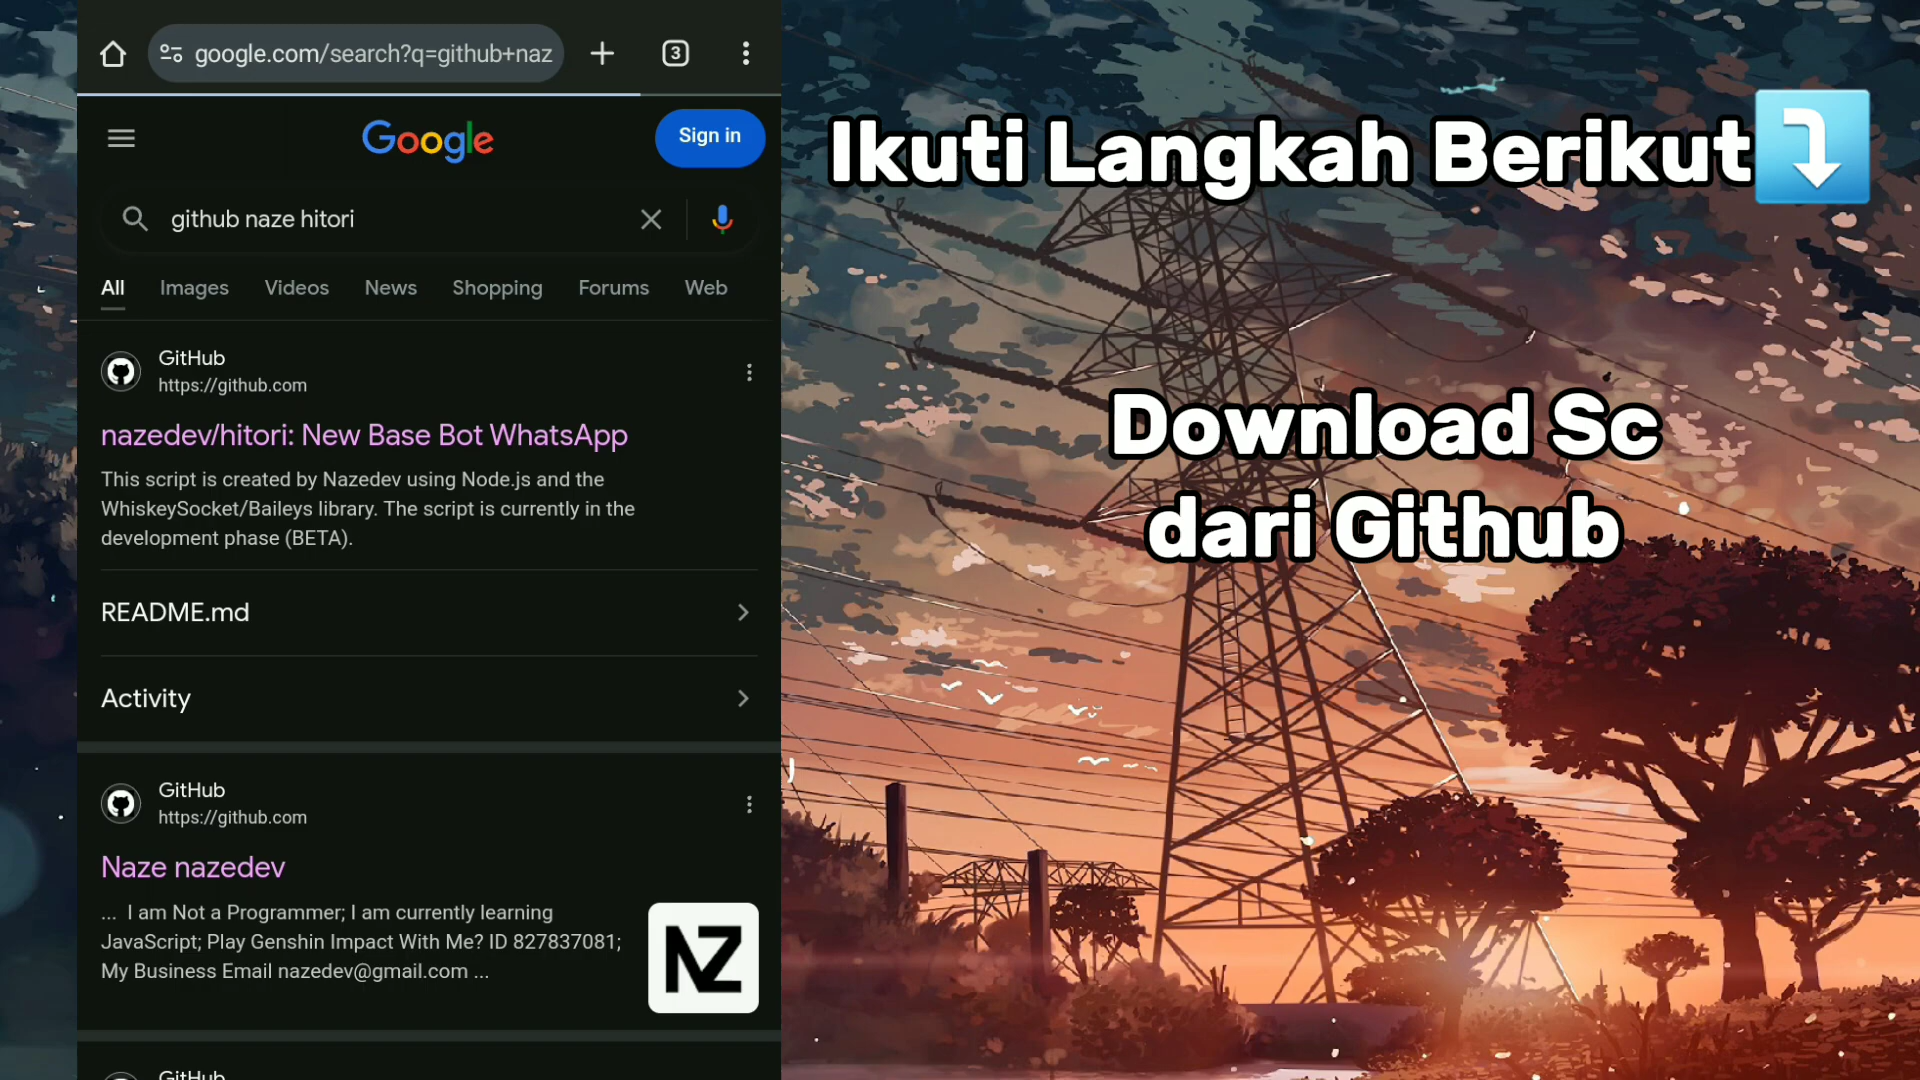 google.com/search?q=github+naz
3
Google
Sign in
github naze hitori
All Images Videos News Shopping Forums Web
GitHub
https://github.com
nazedev/hitori: New Base Bot WhatsApp
This script is created by Nazedev using Node.js and the
WhiskeySocket/Baileys library. The script is currently in the
development phase (BETA).
README.md
Activity
GitHub
https://github.com
Naze nazedev
... I am Not a Programmer; I am currently learning
JavaScript; Play Genshin Impact With Me? ID 827837081;
My Business Email nazedev@gmail.com ...
NZ
GitHub
Ikuti Langkah Berikut
Download Sc
dari Github